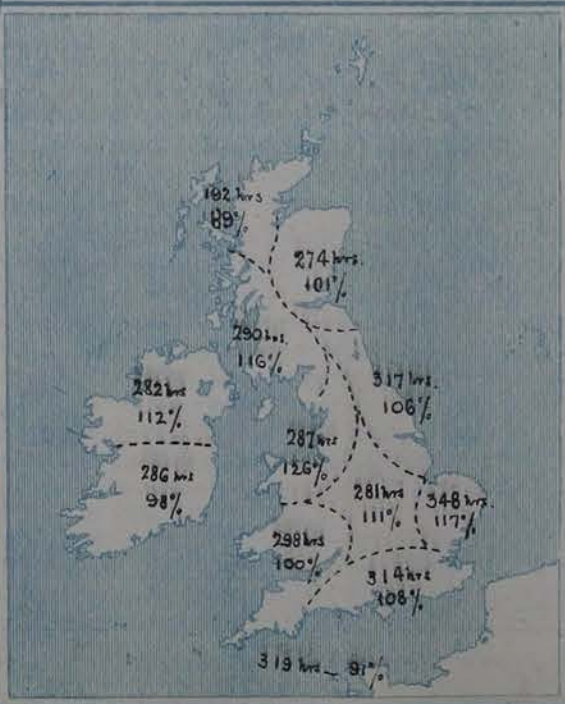 192 hrs
89%
274 hrs.
101%
290 hrs.
116%
317 hrs.
106%
282 hrs
112%
287 hrs
126%
286 hrs
98%
281 hrs
111%
348 hrs.
117%
298 hrs
100%
314 hrs
108%
319 hrs — 91%